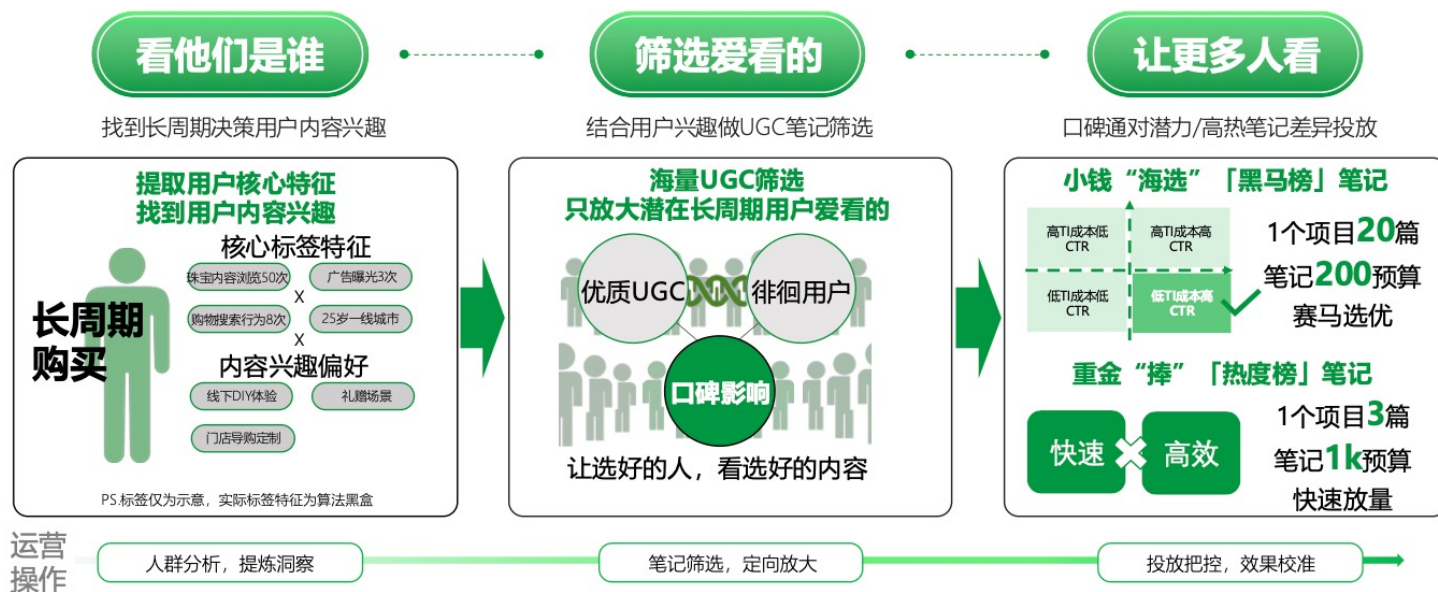 看他们是谁
找到长周期决策用户内容兴趣
提取用户核心特征
找到用户内容兴趣
长周期
购买
核心标签特征
珠宝内容浏览50次
广告曝光3次
X
购物搜索行为8次
25岁一线城市
X
内容兴趣偏好
线下DIY体验
礼赠场景
门店导购定制
PS.标签仅为示意，实际标签特征为算法黑盒
筛选爱看的
结合用户兴趣做UGC笔记筛选
海量UGC筛选
只放大潜在长周期用户爱看的
优质UGC
徘徊用户
口碑影响
让选好的人，看选好的内容
让更多人看
口碑通对潜力/高热笔记差异投放
小钱“海选”「黑马榜」笔记
高TI成本低
CTR
高TI成本高
CTR
低TI成本低
CTR
低TI成本高
CTR
1个项目20篇
笔记200预算
赛马选优
重金“捧”「热度榜」笔记
快速
高效
1个项目3篇
笔记1k预算
快速放量
运营
操作
人群分析，提炼洞察
笔记筛选，定向放大
投放把控，效果校准